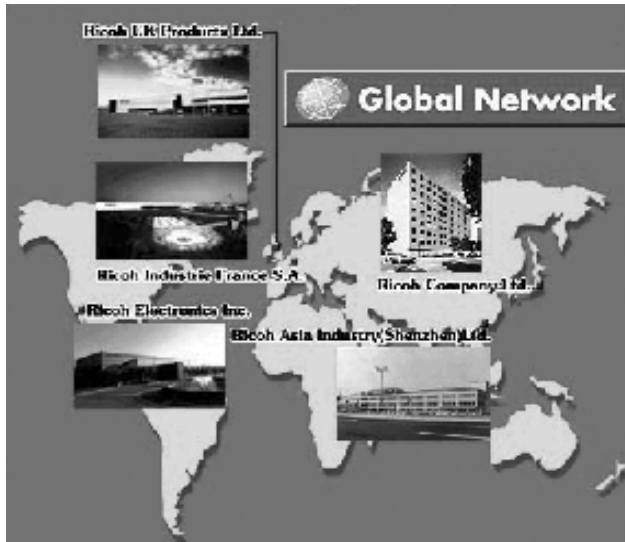 Ricoh UK Products Ltd.
Global Network
Ricoh Industrie France S.A.
Ricoh Company.Ltd.
Ricoh Electronics Inc.
Ricoh Asia Industry(Shenzhen)Ltd.